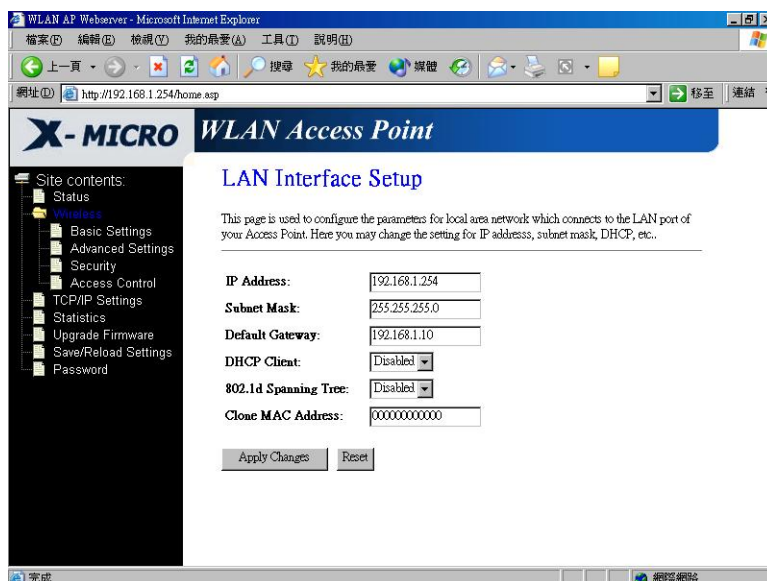 WLAN AP Webserver - Microsoft Internet Explorer
檔案(F) 編輯(E) 檢視(V) 我的最愛(A) 工具(T) 說明(H)
上一頁 搜尋 我的最愛 媒體
網址(D) http://192.168.1.254/home.asp 移至 連結
X-MICRO WLAN Access Point
Site contents:
Status
Wireless
Basic Settings
Advanced Settings
Security
Access Control
TCP/IP Settings
Statistics
Upgrade Firmware
Save/Reload Settings
Password
LAN Interface Setup
This page is used to configure the parameters for local area network which connects to the LAN port of
your Access Point. Here you may change the setting for IP addresss, subnet mask, DHCP, etc..
IP Address: 192.168.1.254
Subnet Mask: 255.255.255.0
Default Gateway: 192.168.1.10
DHCP Client: Disabled
802.1d Spanning Tree: Disabled
Clone MAC Address: 000000000000
Apply Changes Reset
完成 網際網路